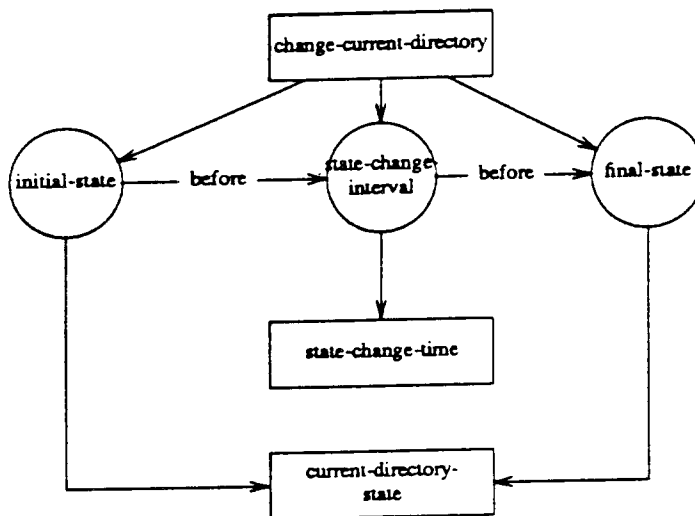 change-current-directory
initial-state
before
state-change-
interval
before
final-state
state-change-time
current-directory-
state